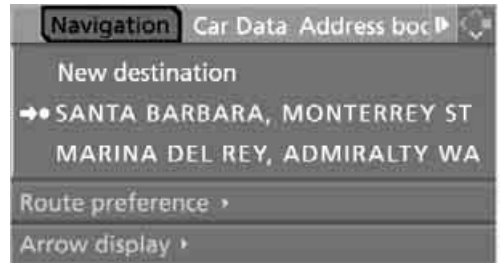 Navigation Car Data Address boc
New destination
SANTA BARBARA, MONTERREY ST
MARINA DEL REY, ADMIRALTY WA
Route preference
Arrow display